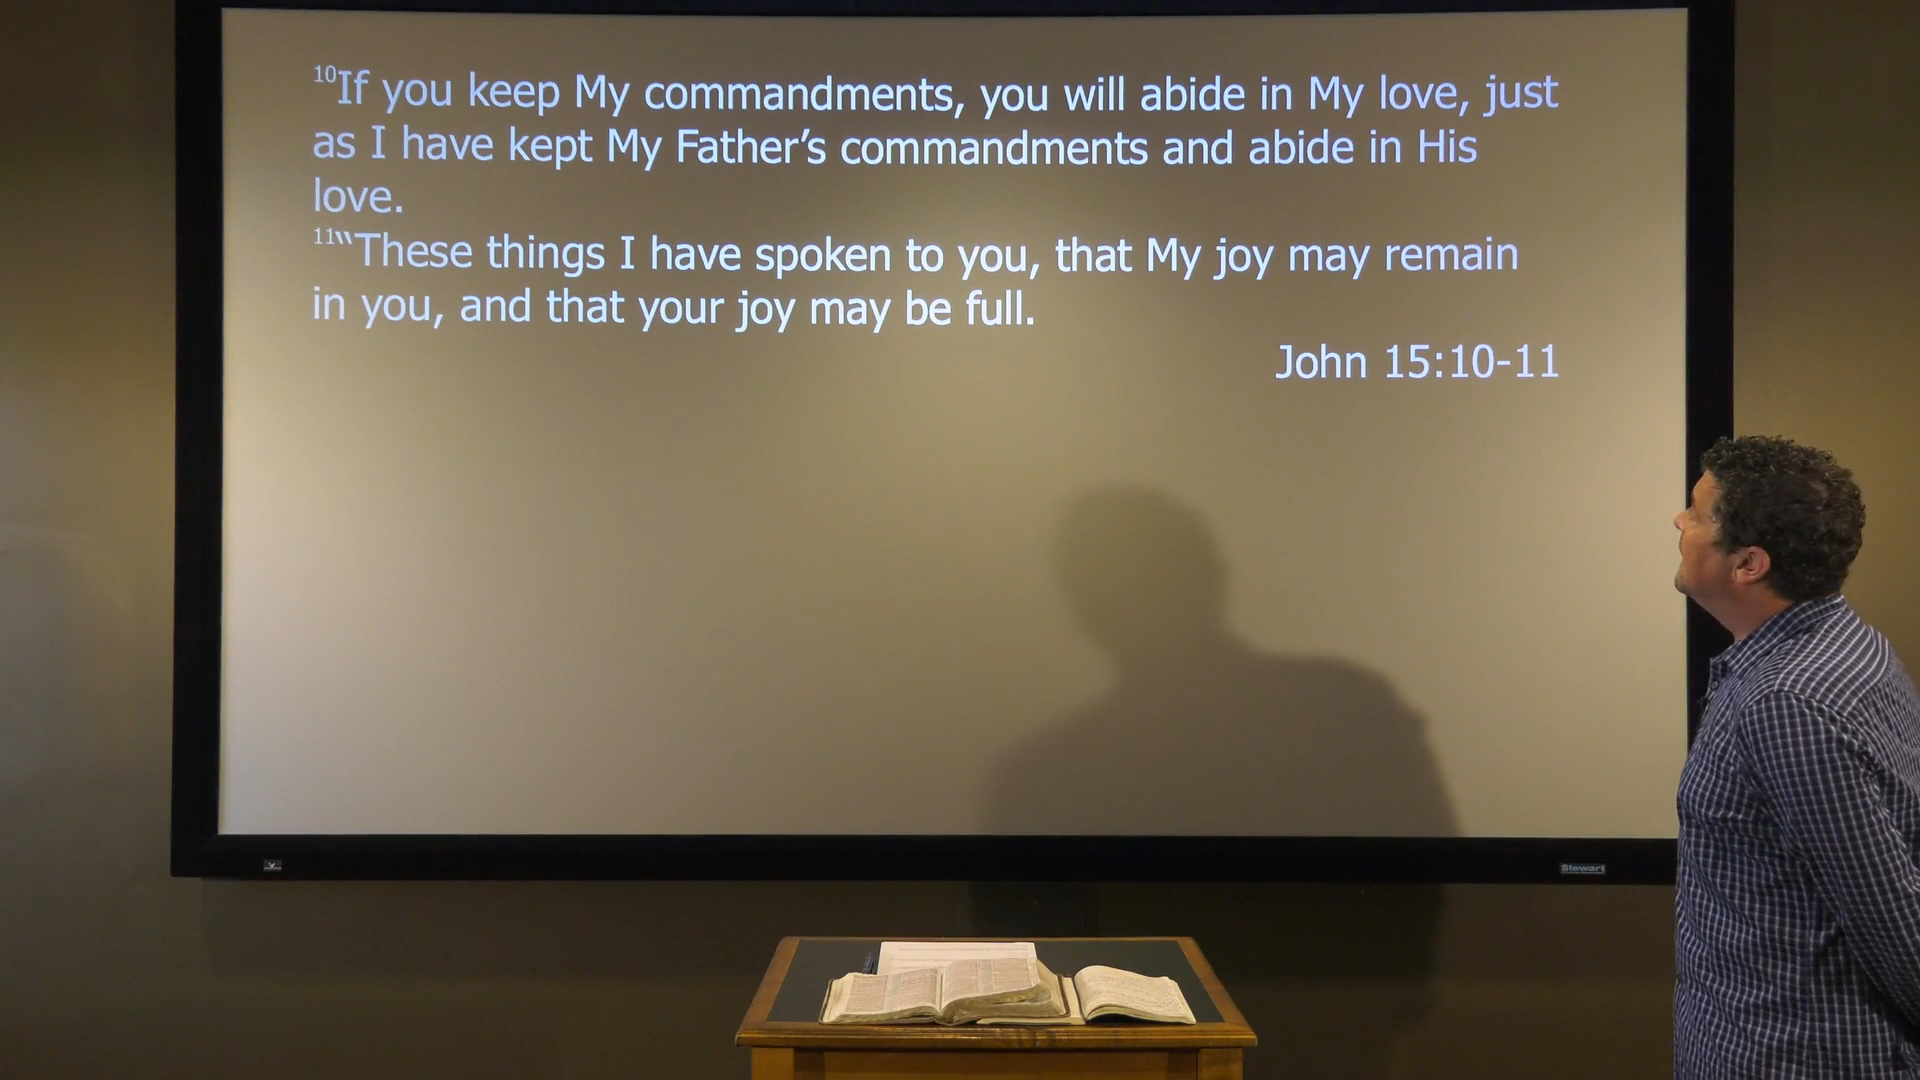 ¹⁰If you keep My commandments, you will abide in My love, just
as I have kept My Father’s commandments and abide in His
love.
¹¹“These things I have spoken to you, that My joy may remain
in you, and that your joy may be full.
John 15:10-11
Stewart